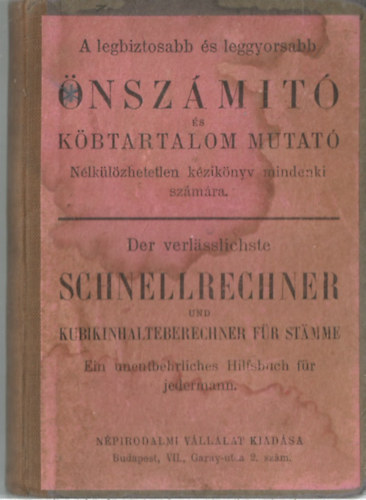 A legbiztosabb és leggyorsabb
ÖNSZÁMITÓ
ÉS
KÖBTARTALOM MUTATÓ
Nélkülözhetetlen kézikönyv mindenki
számára.
Der verlässlichste
SCHNELLRECHNER
UND
KUBIKINHALTEBERECHNER FÜR STÄMME
Ein unentbehrliches Hilfsbuch für
jedermann.
NÉPIRODALMI VÁLLALAT KIADÁSA
Budapest, VII., Garay-utca 2. szám.